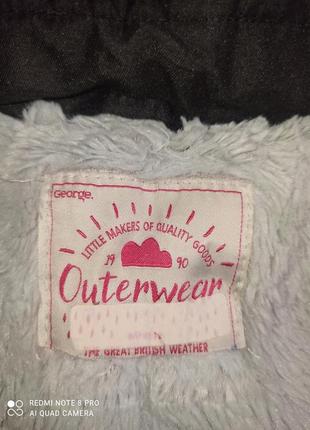 George.
LITTLE MAKERS OF QUALITY GOODS
19 90
Outerwear
THE GREAT BRITISH WEATHER
REDMI NOTE 8 PRO
AI QUAD CAMERA